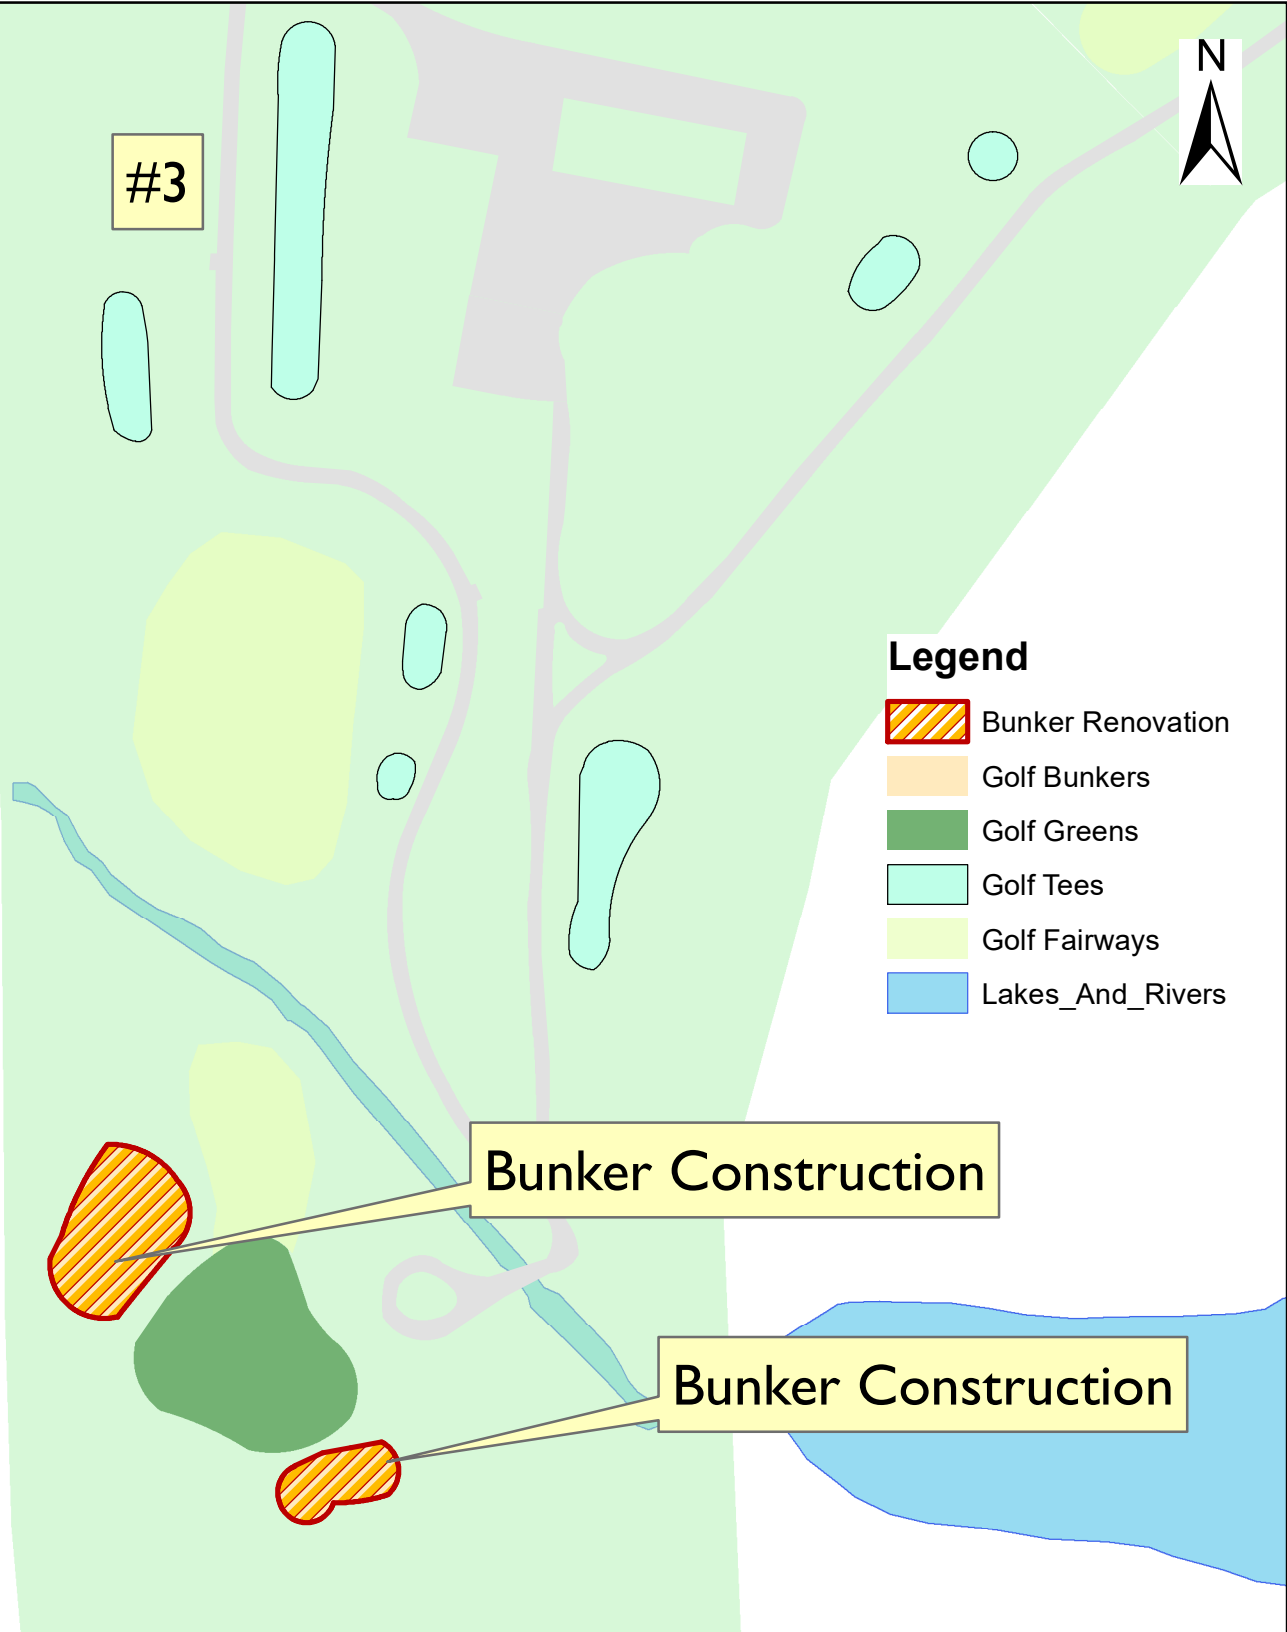 N
#3
Legend
Bunker Renovation
Golf Bunkers
Golf Greens
Golf Tees
Golf Fairways
Lakes_And_Rivers
Bunker Construction
Bunker Construction